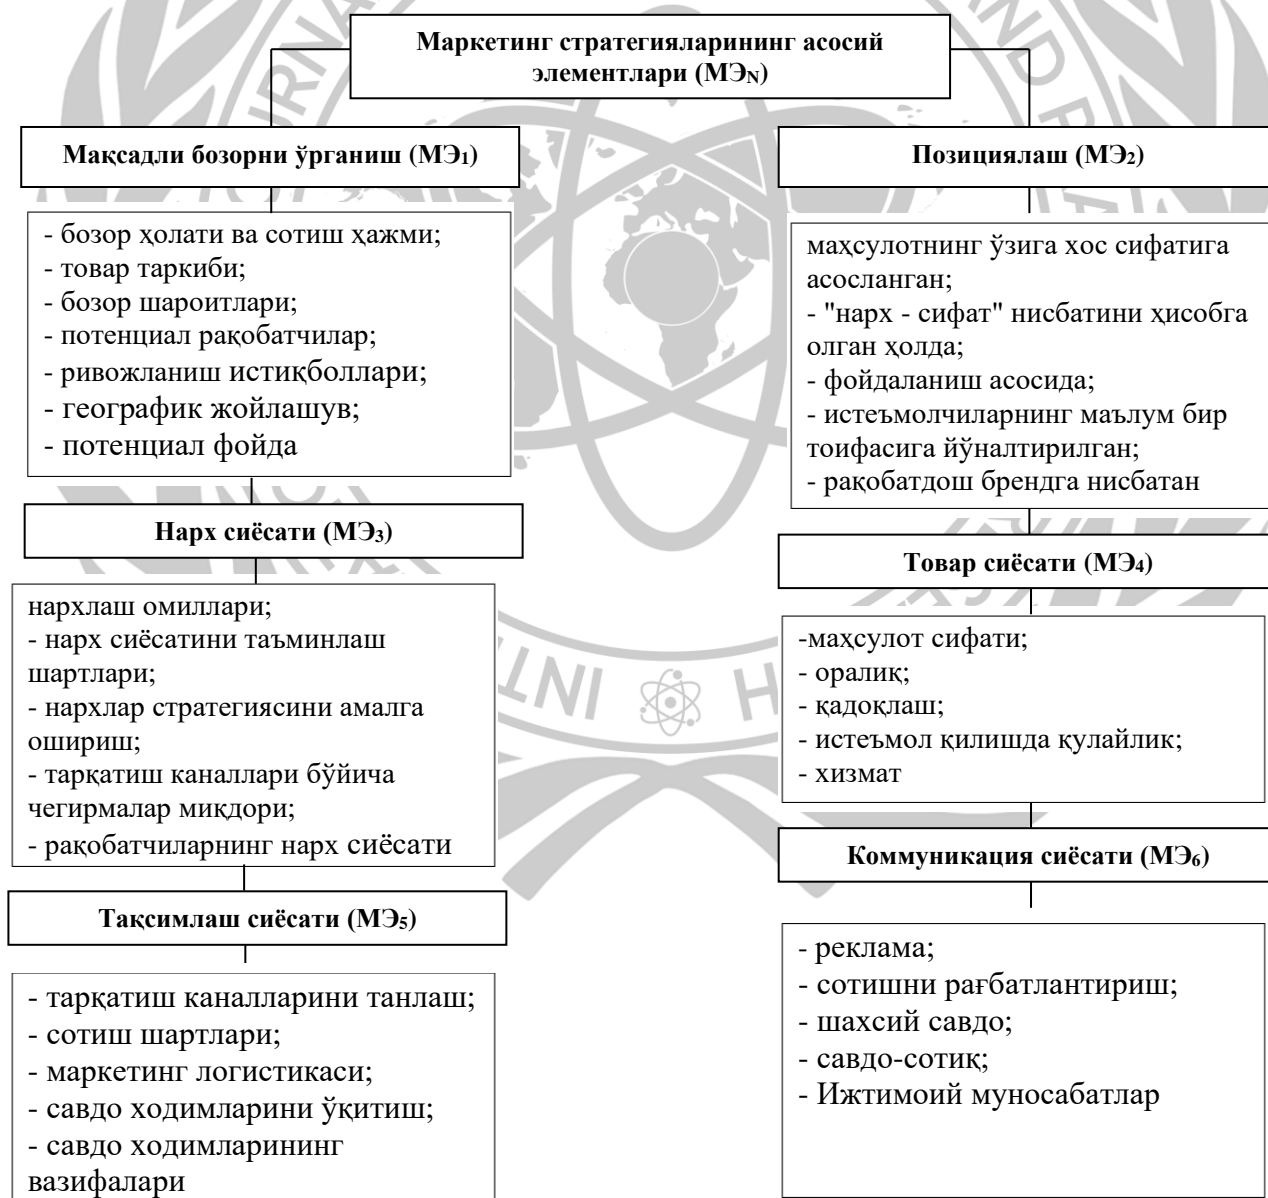 Маркетинг стратегияларининг асосий
элементлари (МЭN)
Мақсадли бозорни ўрганиш (МЭ1)
- бозор ҳолати ва сотиш ҳажми;
- товар таркиби;
- бозор шароитлари;
- потенциал рақобатчилар;
- ривожланиш истиқболлари;
- географик жойлашув;
- потенциал фойда
Позициялаш (МЭ2)
маҳсулотнинг ўзига хос сифатига
асосланган;
- "нарх - сифат" нисбатини ҳисобга
олган ҳолда;
- фойдаланиш асосида;
- истеъмолчиларнинг маълум бир
тоифасига йўналтирилган;
- рақобатдош брендга нисбатан
Нарх сиёсати (МЭ3)
нархлаш омиллари;
- нарх сиёсатини таъминлаш
шартлари;
- нархлар стратегиясини амалга
ошириш;
- тарқатиш каналлари бўйича
чегирмалар миқдори;
- рақобатчиларнинг нарх сиёсати
Товар сиёсати (МЭ4)
-маҳсулот сифати;
- оралиқ;
- қадоқлаш;
- истеъмол қилишда қулайлик;
- хизмат
Тақсимлаш сиёсати (МЭ5)
- тарқатиш каналларини танлаш;
- сотиш шартлари;
- маркетинг логистикаси;
- савдо ходимларини ўқитиш;
- савдо ходимларининг
вазифалари
Коммуникация сиёсати (МЭ6)
- реклама;
- сотишни рағбатлантириш;
- шахсий савдо;
- савдо-сотиқ;
- Ижтимоий муносабатлар